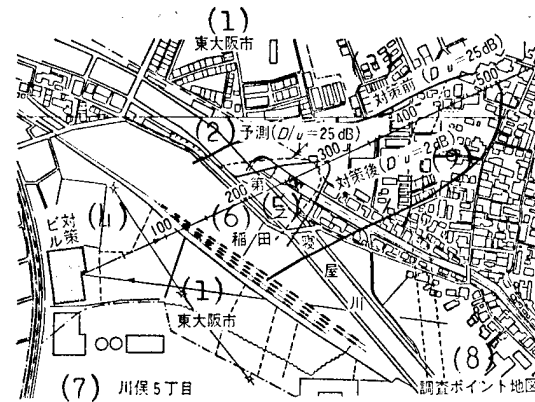 (1)
東大阪市
対策前(D/u=25dB)
(2)
予測(D/u=25dB)
500
400
300
対策後(D/u=2dB)
(9)
第
200
(5)
(6)
稲田
100
対策
ビル
(4)
(1)
東大阪市
屋
川
(8)
調査ポイント地図
(7) 川俣5丁目